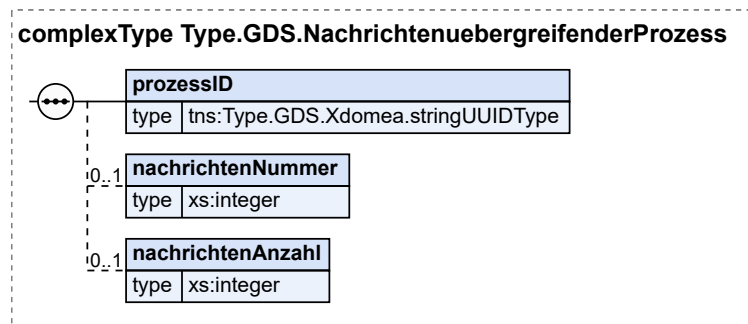 complexType Type.GDS.NachrichtenuebergreifenderProzess
prozessID
type tns:Type.GDS.Xdomea.stringUUIDType
0..1 nachrichtenNummer
type xs:integer
0..1 nachrichtenAnzahl
type xs:integer